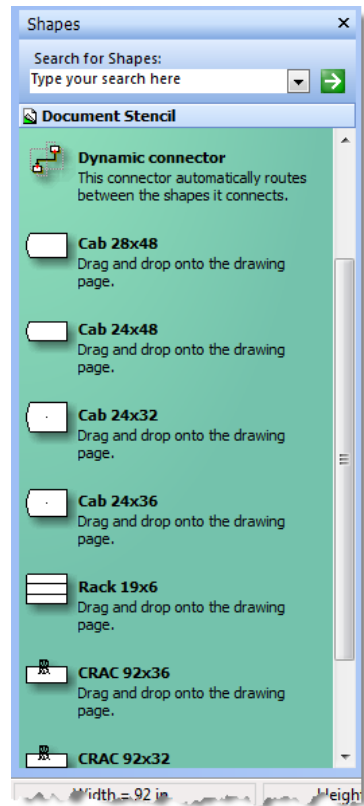 Shapes
Search for Shapes:
Type your search here
Document Stencil
Dynamic connector
This connector automatically routes
between the shapes it connects.
Cab 28x48
Drag and drop onto the drawing
page.
Cab 24x48
Drag and drop onto the drawing
page.
Cab 24x32
Drag and drop onto the drawing
page.
Cab 24x36
Drag and drop onto the drawing
page.
Rack 19x6
Drag and drop onto the drawing
page.
CRAC 92x36
Drag and drop onto the drawing
page.
CRAC 92x32
Width = 92 in. Height